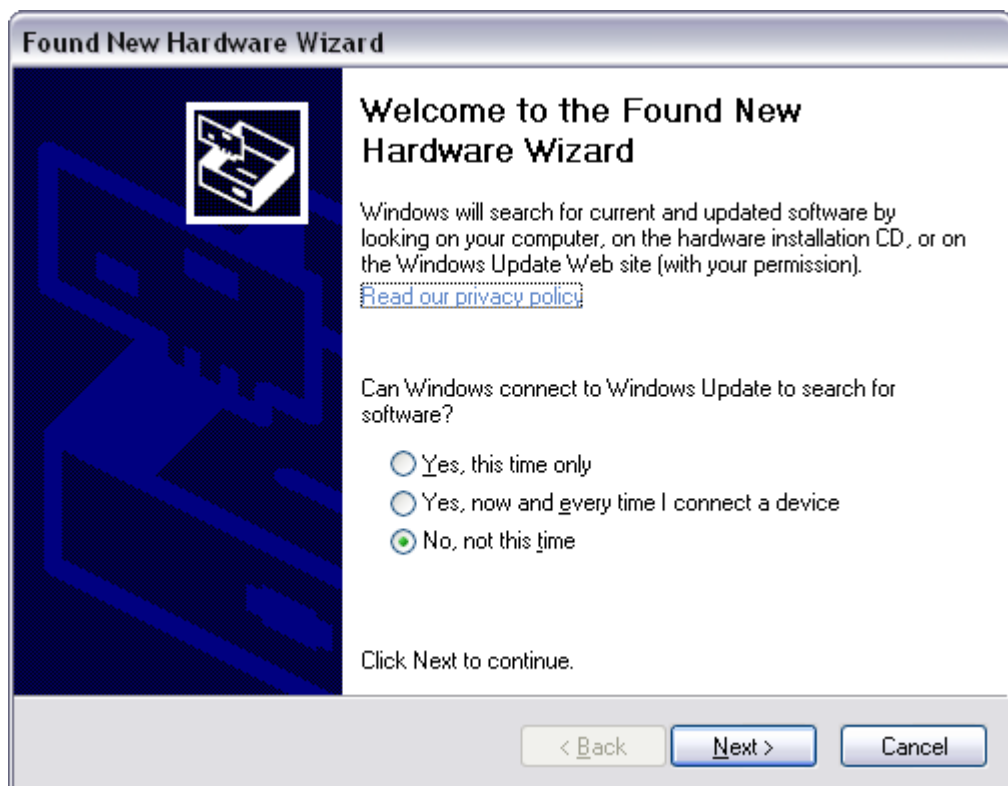 Found New Hardware Wizard
Welcome to the Found New
Hardware Wizard
Windows will search for current and updated software by
looking on your computer, on the hardware installation CD, or on
the Windows Update Web site (with your permission).
Read our privacy policy
Can Windows connect to Windows Update to search for
software?
Yes, this time only
Yes, now and every time I connect a device
No, not this time
Click Next to continue.
< Back
Next >
Cancel